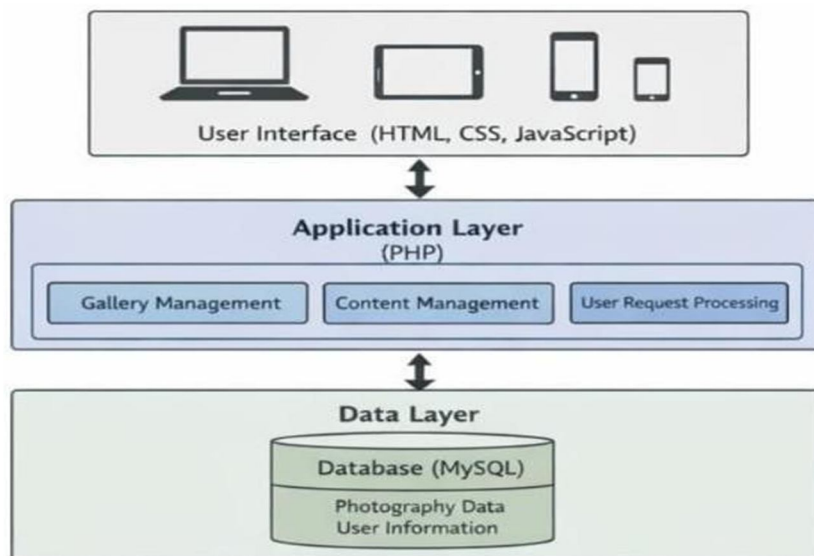 User Interface (HTML, CSS, JavaScript)
Application Layer
(PHP)
Gallery Management
Content Management
User Request Processing
Data Layer
Database (MySQL)
Photography Data
User Information